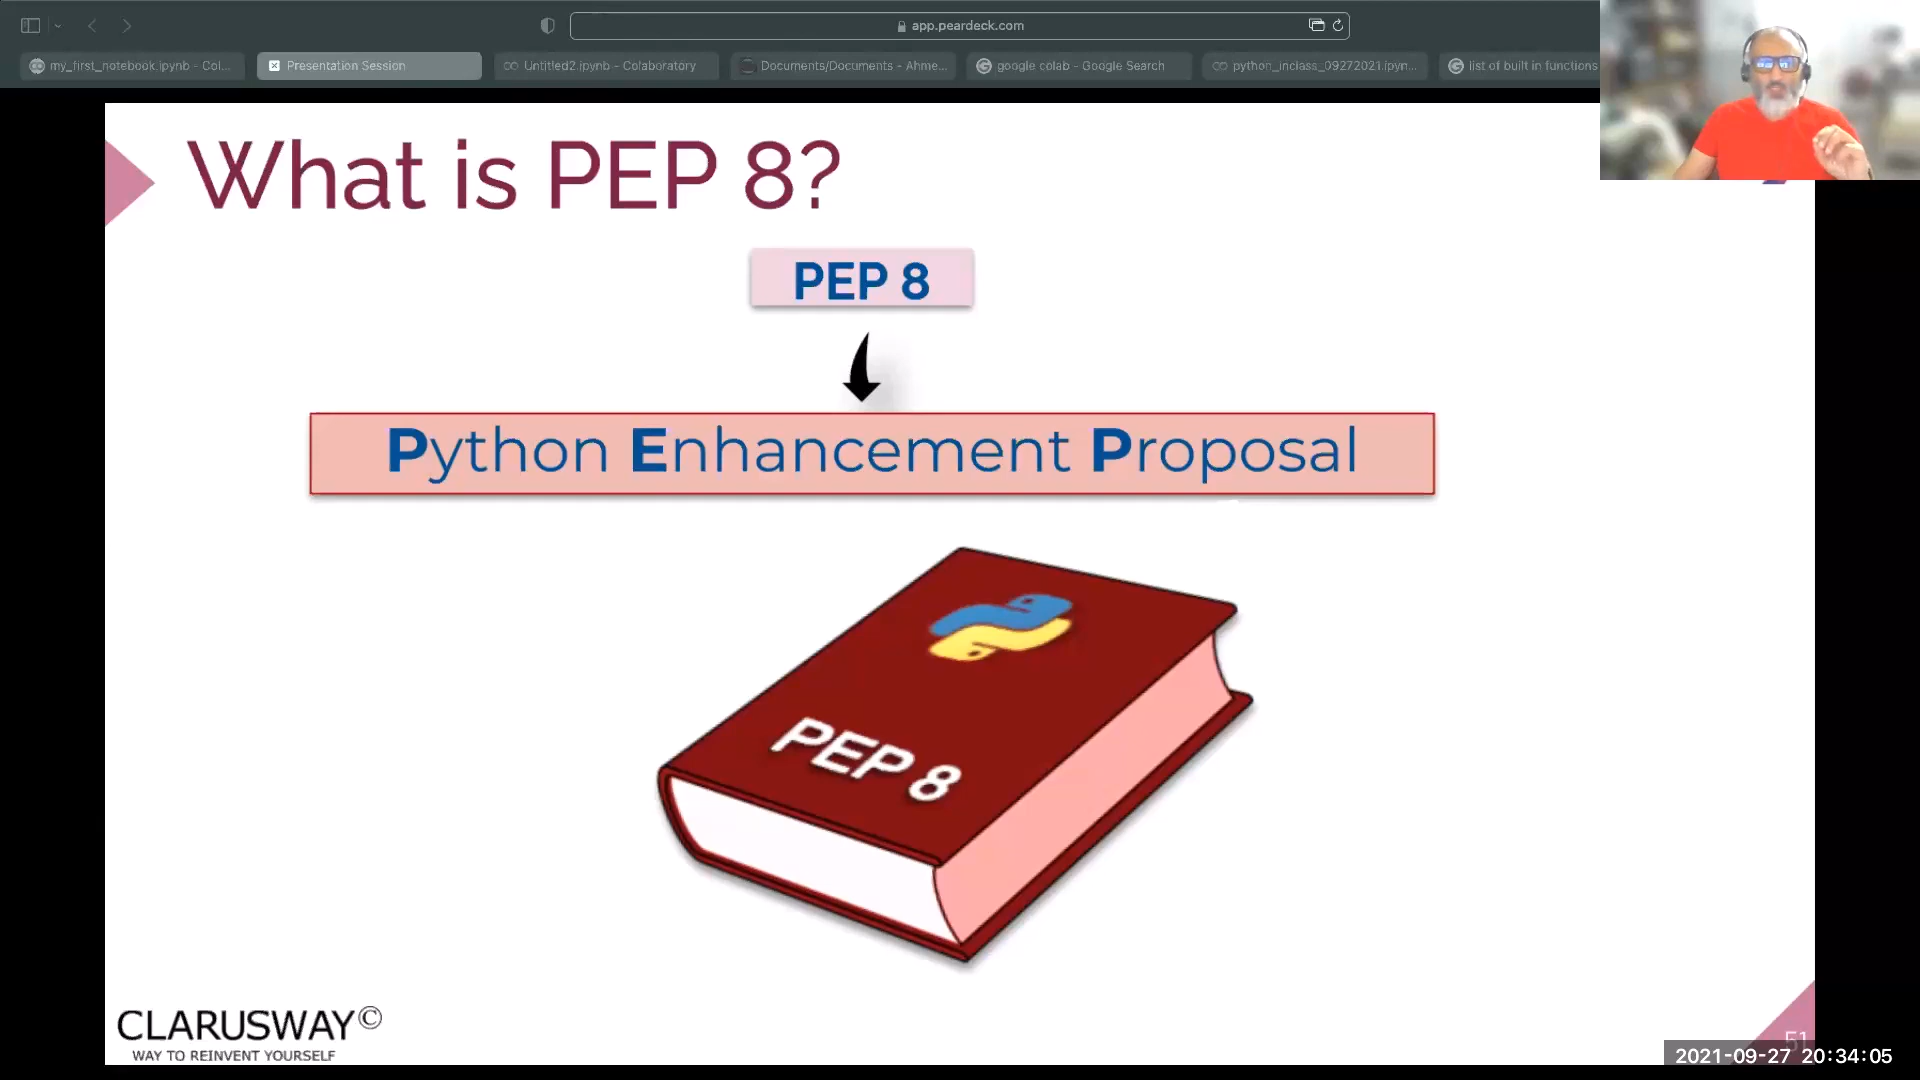 app.peardeck.com
my_first_notebook.ipynb - Col...
Presentation Session
Untitled2.ipynb - Colaboratory
Documents/Documents - Ahme...
google colab - Google Search
python_inclass_09272021.ipyn...
list of built in functions
What is PEP 8?
PEP 8
Python Enhancement Proposal
PEP 8
CLARUSWAY©
WAY TO REINVENT YOURSELF
51
2021-09-27 20:34:05